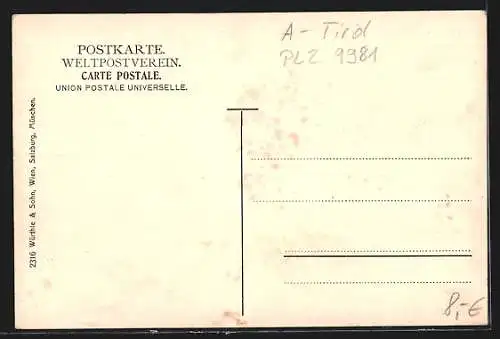 POSTKARTE.
WELTPOSTVEREIN.
CARTE POSTALE.
UNION POSTALE UNIVERSELLE.
A - Tirol
PLZ 9981
2316 Würthle & Sohn, Wien, Salzburg, München.
8,-€